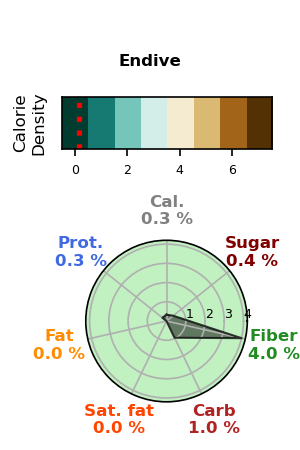 Endive
Calorie
Density
0 2 4 6
Cal.
0.3 %
Prot.
0.3 %
Sugar
0.4 %
1 2 3 4
Fat
0.0 %
Fiber
4.0 %
Sat. fat
0.0 %
Carb
1.0 %